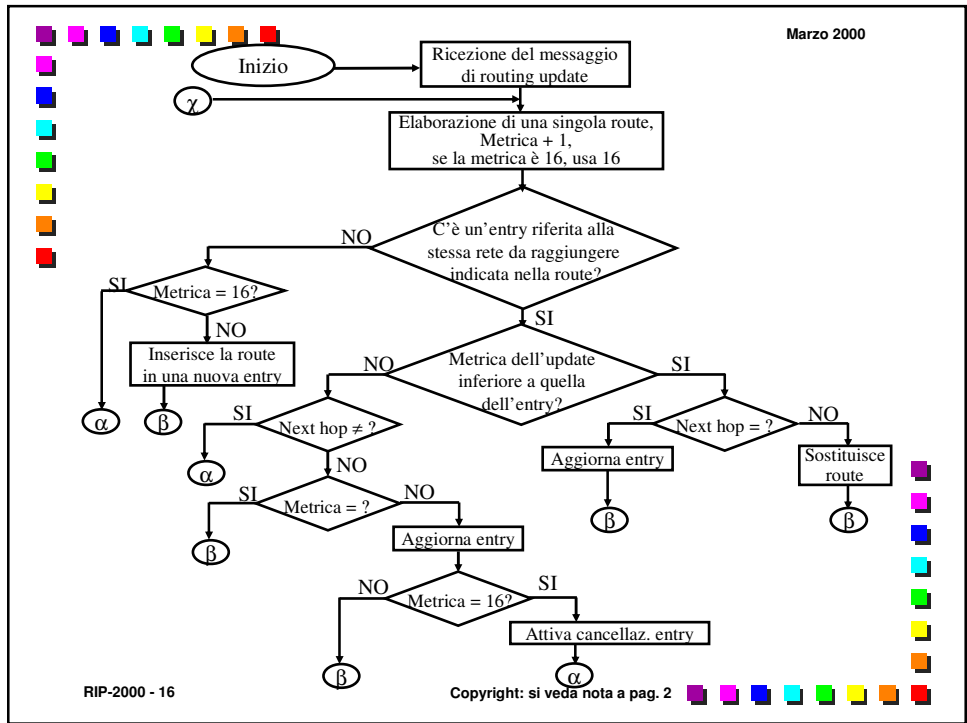 Marzo 2000
Inizio
Ricezione del messaggio
di routing update
χ
Elaborazione di una singola route,
Metrica + 1,
se la metrica è 16, usa 16
C'è un'entry riferita alla
stessa rete da raggiungere
indicata nella route?
NO
SI
Metrica = 16?
SI
NO
Inserisce la route
in una nuova entry
α
β
Metrica dell'update
inferiore a quella
dell'entry?
NO
SI
Next hop ≠ ?
SI
NO
α
Next hop = ?
SI
NO
Aggiorna entry
Sostituisce
route
β
β
Metrica = ?
SI
NO
β
Aggiorna entry
Metrica = 16?
NO
SI
β
Attiva cancellaz. entry
α
RIP-2000 - 16
Copyright: si veda nota a pag. 2